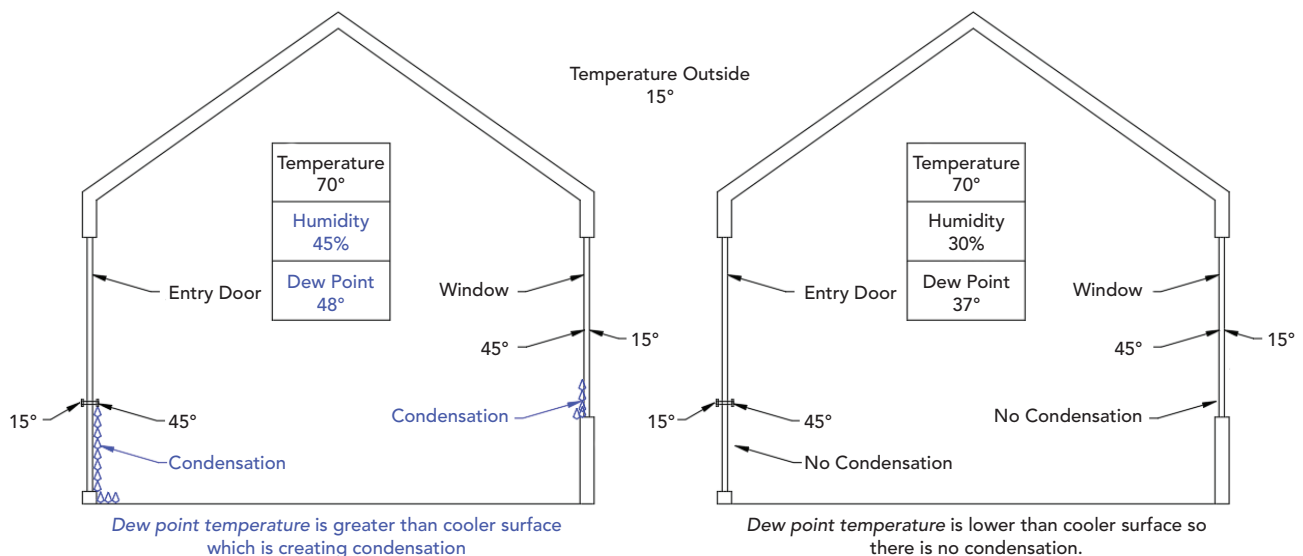 Temperature Outside
15°
Temperature
70°
Humidity
45%
Dew Point
48°
Entry Door
Window
45°
15°
15°
45°
Condensation
Condensation
Dew point temperature is greater than cooler surface
which is creating condensation
Temperature
70°
Humidity
30%
Dew Point
37°
Entry Door
Window
45°
15°
15°
45°
No Condensation
No Condensation
Dew point temperature is lower than cooler surface so
there is no condensation.